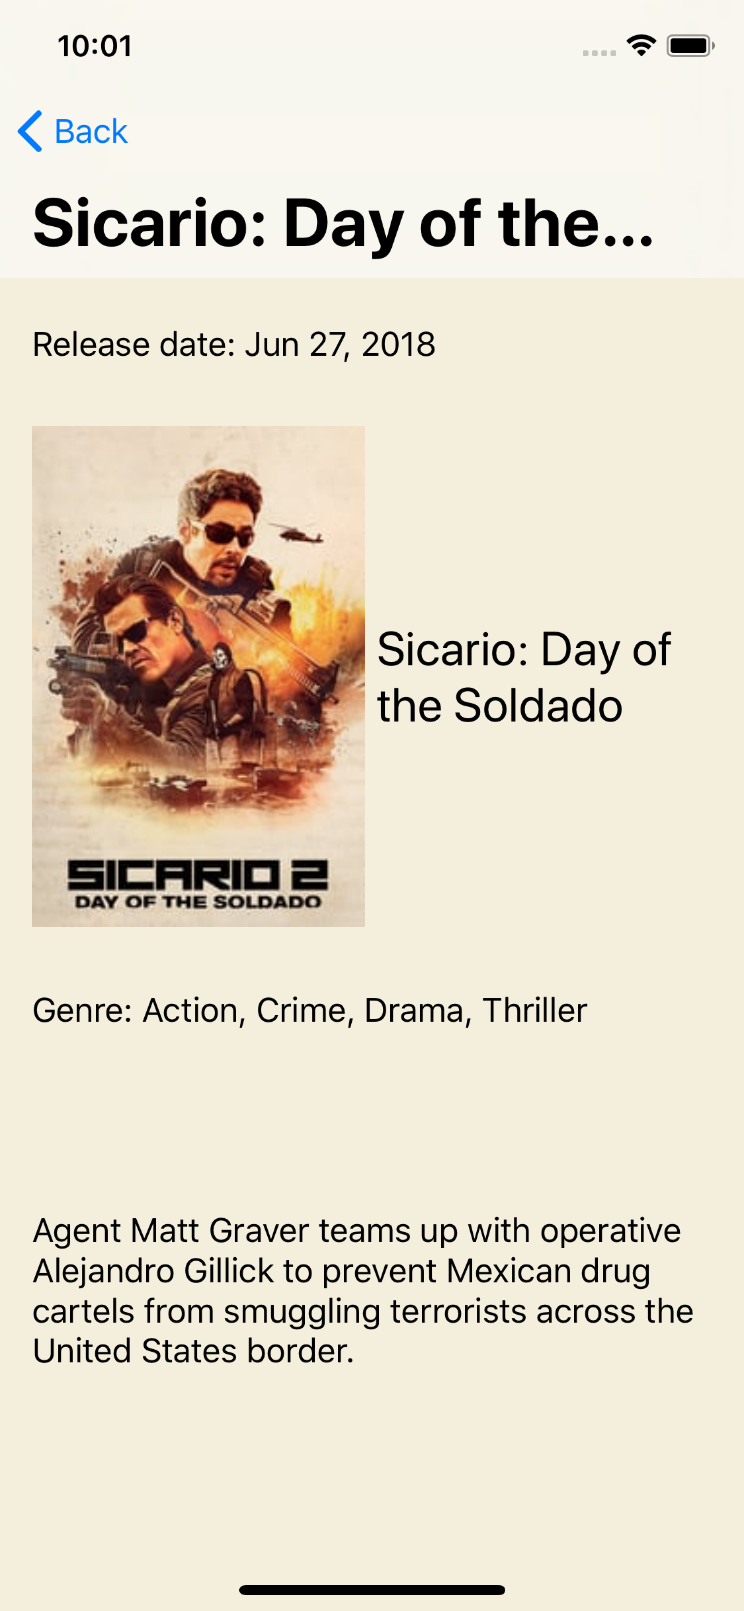 10:01
Back
Sicario: Day of the...
Release date: Jun 27, 2018
SICARIO 2
DAY OF THE SOLDADO
Sicario: Day of
the Soldado
Genre: Action, Crime, Drama, Thriller
Agent Matt Graver teams up with operative
Alejandro Gillick to prevent Mexican drug
cartels from smuggling terrorists across the
United States border.